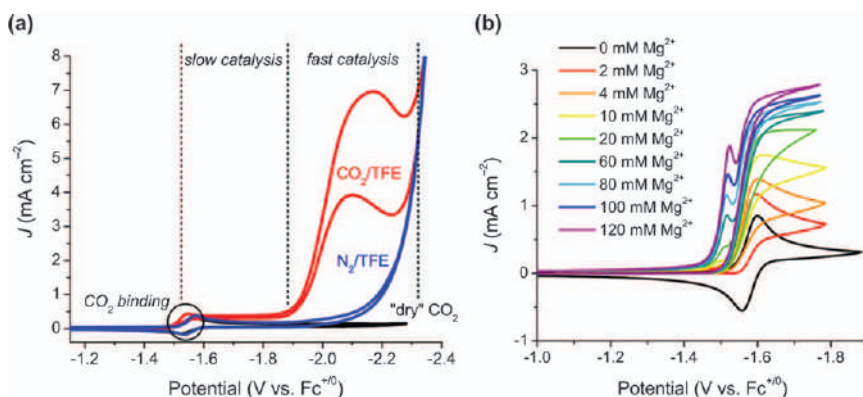 (a)
8
7
6
5
4
3
2
1
0
J (mA cm⁻²)
slow catalysis
fast catalysis
CO₂/TFE
N₂/TFE
CO₂ binding
"dry" CO₂
-1.2 -1.4 -1.6 -1.8 -2.0 -2.2 -2.4
Potential (V vs. Fc⁺ᐟ⁰)
(b)
3
2
1
0
-1
J (mA cm⁻²)
0 mM Mg²⁺
2 mM Mg²⁺
4 mM Mg²⁺
10 mM Mg²⁺
20 mM Mg²⁺
60 mM Mg²⁺
80 mM Mg²⁺
100 mM Mg²⁺
120 mM Mg²⁺
-1.0 -1.2 -1.4 -1.6 -1.8
Potential (V vs. Fc⁺ᐟ⁰)